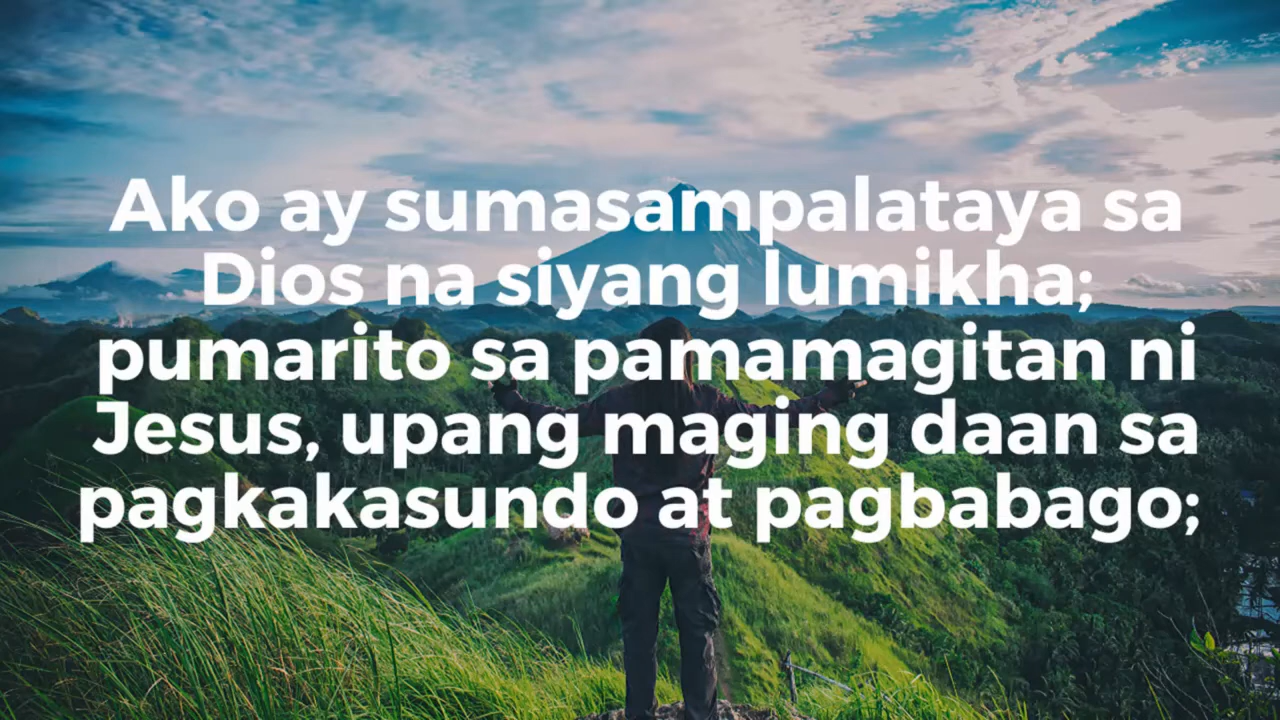 Ako ay sumasampalataya sa
Dios na siyang lumikha;
pumarito sa pamamagitan ni
Jesus, upang maging daan sa
pagkakasundo at pagbabago;